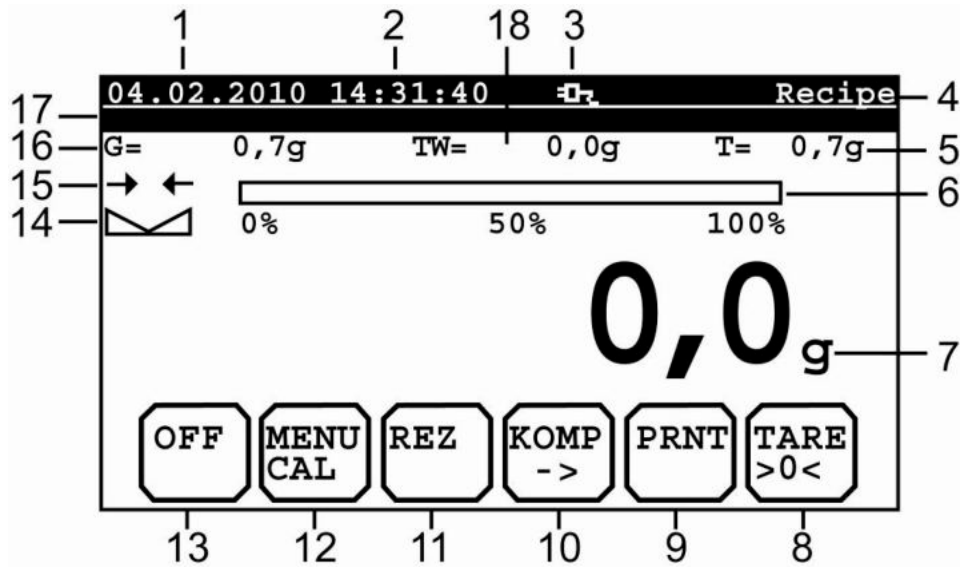 1 2 18 3
04.02.2010 14:31:40 Recipe 4
17
16 G= 0,7g TW= 0,0g T= 0,7g 5
15 6
14 0% 50% 100%
0,0g 7
OFF MENU REZ KOMP PRNT TARE
CAL -> >0<
13 12 11 10 9 8